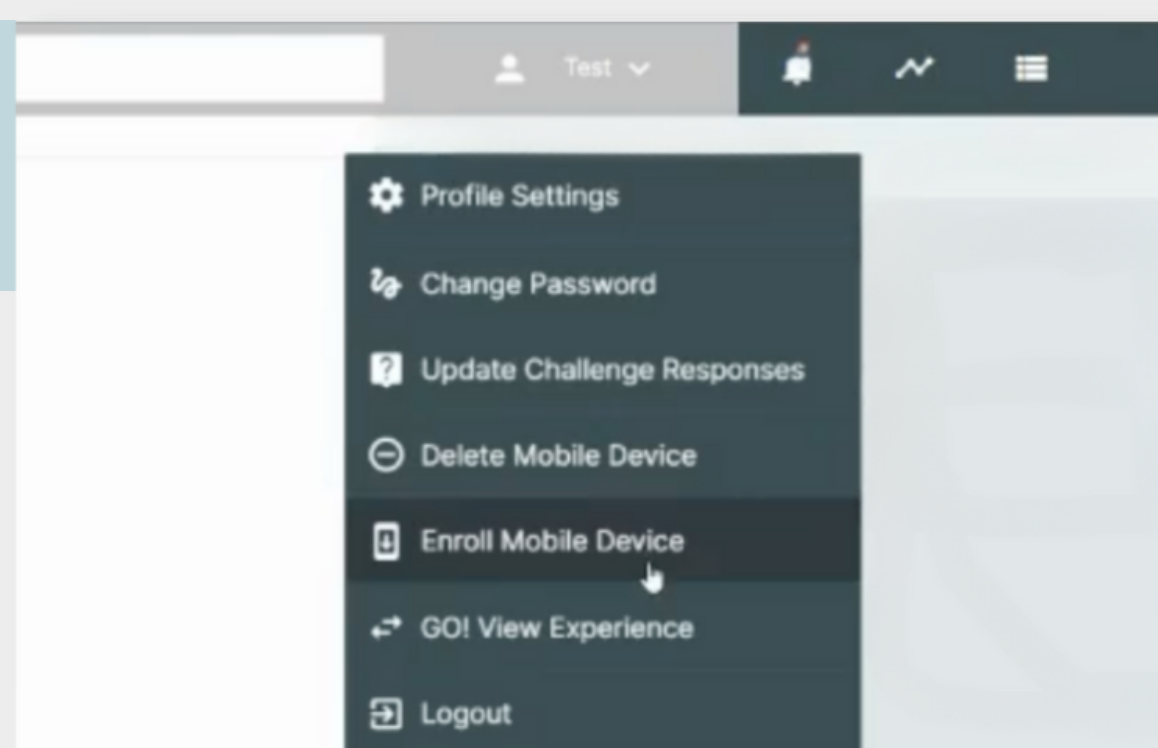 Test
Profile Settings
Change Password
Update Challenge Responses
Delete Mobile Device
Enroll Mobile Device
GO! View Experience
Logout